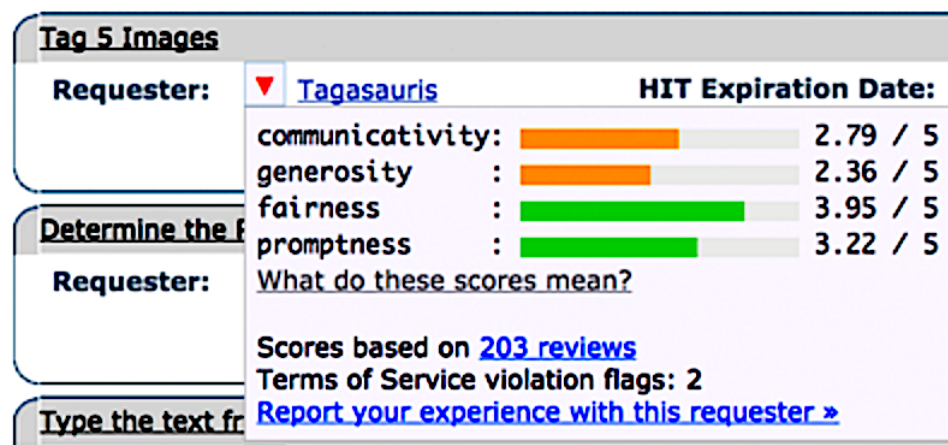 Tag 5 Images
Requester: ▼ Tagasauris HIT Expiration Date:
communicativity: 2.79 / 5
generosity : 2.36 / 5
fairness : 3.95 / 5
promptness : 3.22 / 5
What do these scores mean?
Scores based on 203 reviews
Terms of Service violation flags: 2
Report your experience with this requester »
Determine the
Requester:
Type the text fr